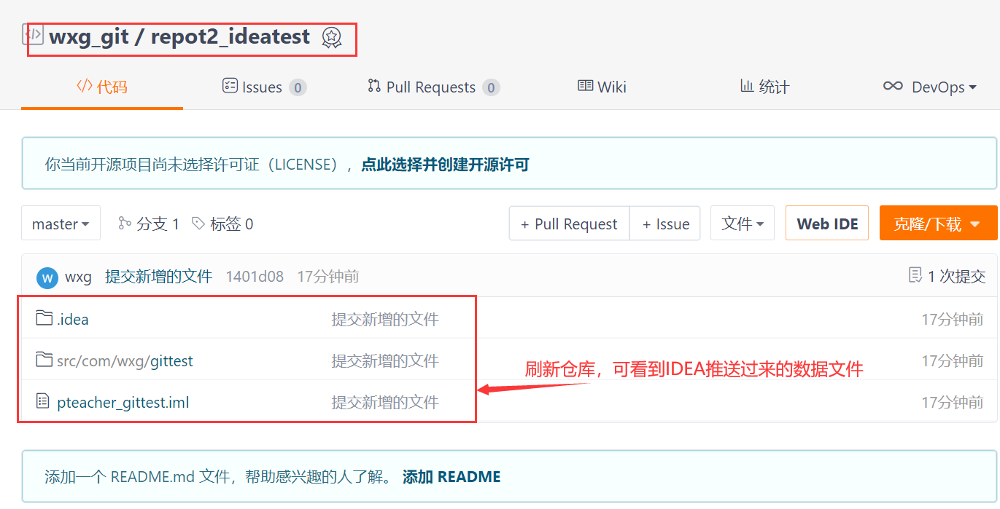 wxg_git / repot2_ideatest
</> 代码 Issues 0 Pull Requests 0 Wiki 统计 DevOps
你当前开源项目尚未选择许可证（LICENSE），点此选择并创建开源许可
master 分支 1 标签 0 + Pull Request + Issue 文件 Web IDE 克隆/下载
W wxg 提交新增的文件 1401d08 17分钟前 1 次提交
.idea 提交新增的文件 17分钟前
src/com/wxg/gittest 提交新增的文件 17分钟前
刷新仓库，可看到IDEA推送过来的数据文件
pteacher_gittest.iml 提交新增的文件 17分钟前
添加一个 README.md 文件，帮助感兴趣的人了解。 添加 README